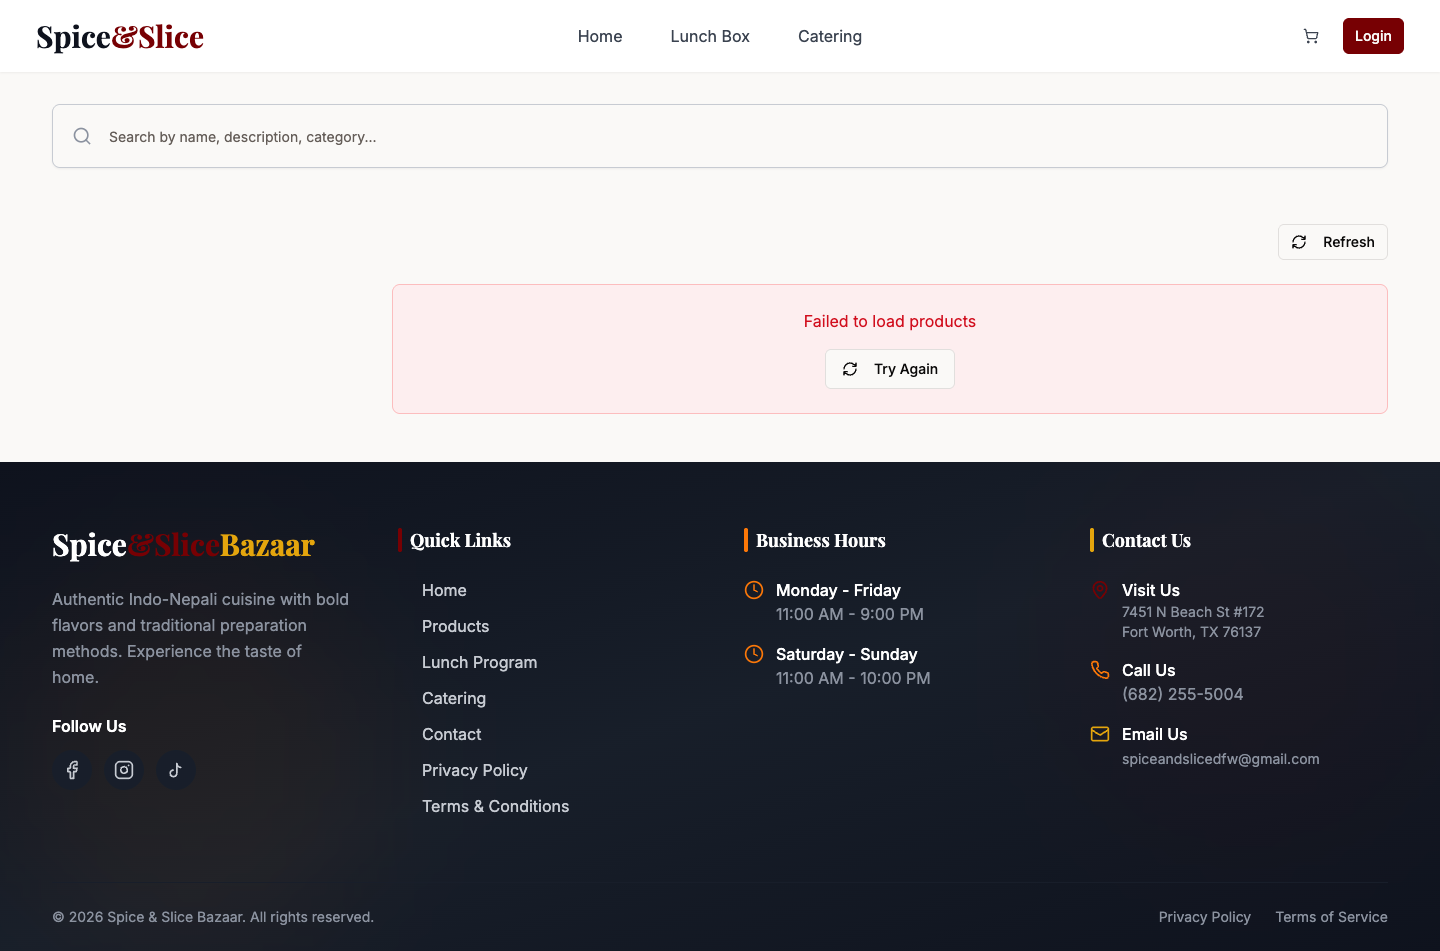 Spice&Slice
Home
Lunch Box
Catering
Login
Search by name, description, category...
Refresh
Failed to load products
Try Again
Spice&SliceBazaar
Authentic Indo-Nepali cuisine with bold
flavors and traditional preparation
methods. Experience the taste of
home.
Follow Us
Quick Links
Home
Products
Lunch Program
Catering
Contact
Privacy Policy
Terms & Conditions
Business Hours
Monday - Friday
11:00 AM - 9:00 PM
Saturday - Sunday
11:00 AM - 10:00 PM
Contact Us
Visit Us
7451 N Beach St #172
Fort Worth, TX 76137
Call Us
(682) 255-5004
Email Us
spiceandslicedfw@gmail.com
© 2026 Spice & Slice Bazaar. All rights reserved.
Privacy Policy
Terms of Service